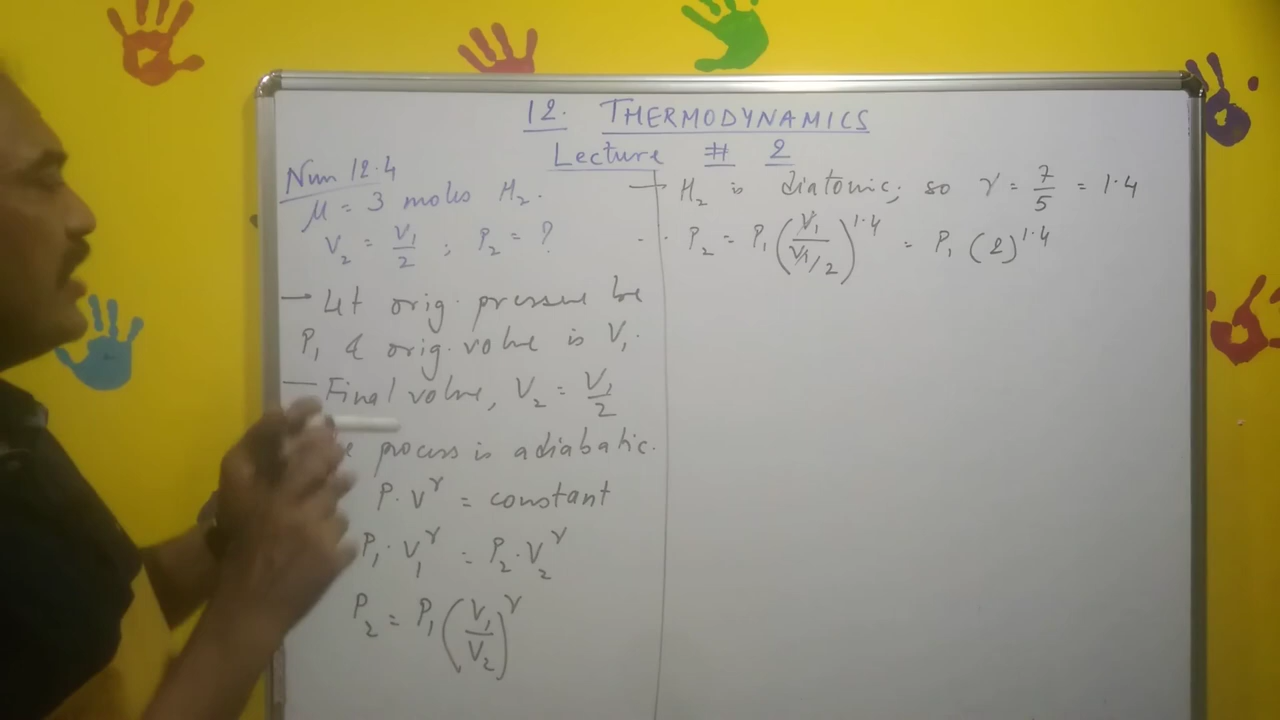 12. THERMODYNAMICS
Lecture # 2
Num 12.4
μ = 3 moles H₂.
V₂ = V₁/2 ; P₂ = ?
→ Let orig. pressure be
P₁ & orig. volume is V₁.
— Final volume, V₂ = V₁/2
process is adiabatic.
P.V^γ = constant
P₁.V₁^γ = P₂.V₂^γ
P₂ = P₁ (V₁/V₂)^γ
→ H₂ is diatomic, so γ = 7/5 = 1.4
∴ P₂ = P₁ (V₁/(V₁/2))^1.4 = P₁ (2)^1.4